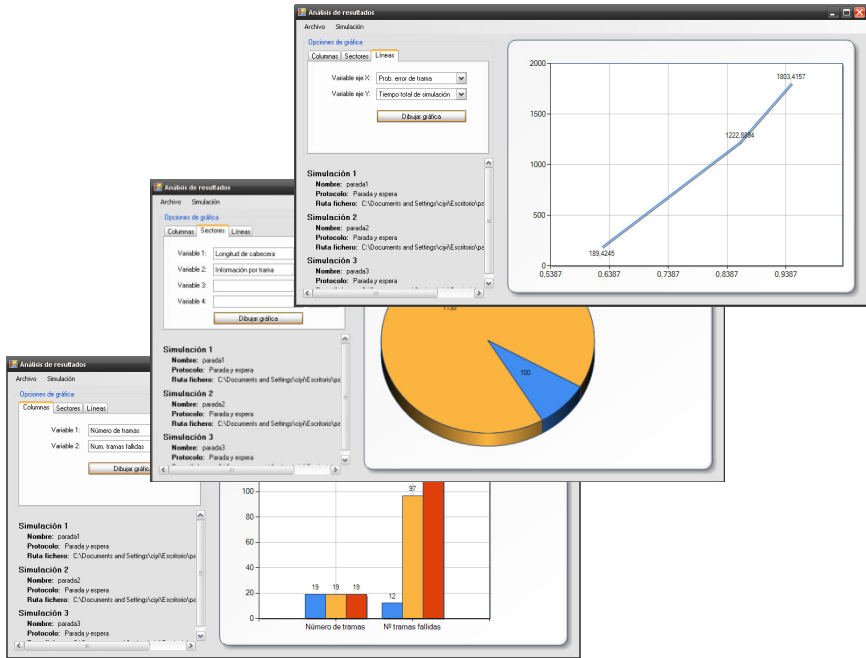 Análisis de resultados
Archivo Simulación
Opciones de gráfica
Columnas Sectores Líneas
Variable eje X: Prob. error de trama
Variable eje Y: Tiempo total de simulación
Dibujar gráfica
Simulación 1
Nombre: parada1
Protocolo: Parada y espera
Ruta fichero: C:\Documents and Settings\cipi\Escritorio\pa
Simulación 2
Nombre: parada2
Protocolo: Parada y espera
Ruta fichero: C:\Documents and Settings\cipi\Escritorio\pa
Simulación 3
Nombre: parada3
Protocolo: Parada y espera
2000
1500
1000
500
0
0,5387 0,6387 0,7387 0,8387 0,9387
189.4245
1222.8894
1803.4157
Análisis de resultados
Archivo Simulación
Opciones de gráfica
Columnas Sectores Líneas
Variable 1: Longitud de cabecera
Variable 2: Información por trama
Variable 3:
Variable 4:
Dibujar gráfica
Simulación 1
Nombre: parada1
Protocolo: Parada y espera
Ruta fichero: C:\Documents and Settings\cipi\Escritorio\pa
Simulación 2
Nombre: parada2
Protocolo: Parada y espera
Ruta fichero: C:\Documents and Settings\cipi\Escritorio\pa
Simulación 3
Nombre: parada3
Protocolo: Parada y espera
100
Análisis de resultados
Archivo Simulación
Opciones de gráfica
Columnas Sectores Líneas
Variable 1: Número de tramas
Variable 2: Num. tramas fallidas
Dibujar gráfic
Simulación 1
Nombre: parada1
Protocolo: Parada y espera
Ruta fichero: C:\Documents and Settings\cipi\Escritorio\pa
Simulación 2
Nombre: parada2
Protocolo: Parada y espera
Ruta fichero: C:\Documents and Settings\cipi\Escritorio\pa
Simulación 3
Nombre: parada3
Protocolo: Parada y espera
100
80
60
40
20
0
19 19 19 12 97
Número de tramas Nº tramas fallidas